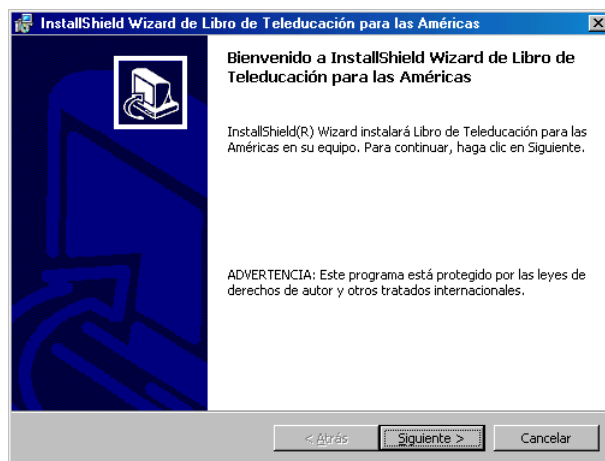 InstallShield Wizard de Libro de Teleducación para las Américas
Bienvenido a InstallShield Wizard de Libro de
Teleducación para las Américas
InstallShield(R) Wizard instalará Libro de Teleducación para las
Américas en su equipo. Para continuar, haga clic en Siguiente.
ADVERTENCIA: Este programa está protegido por las leyes de
derechos de autor y otros tratados internacionales.
< Atrás
Siguiente >
Cancelar